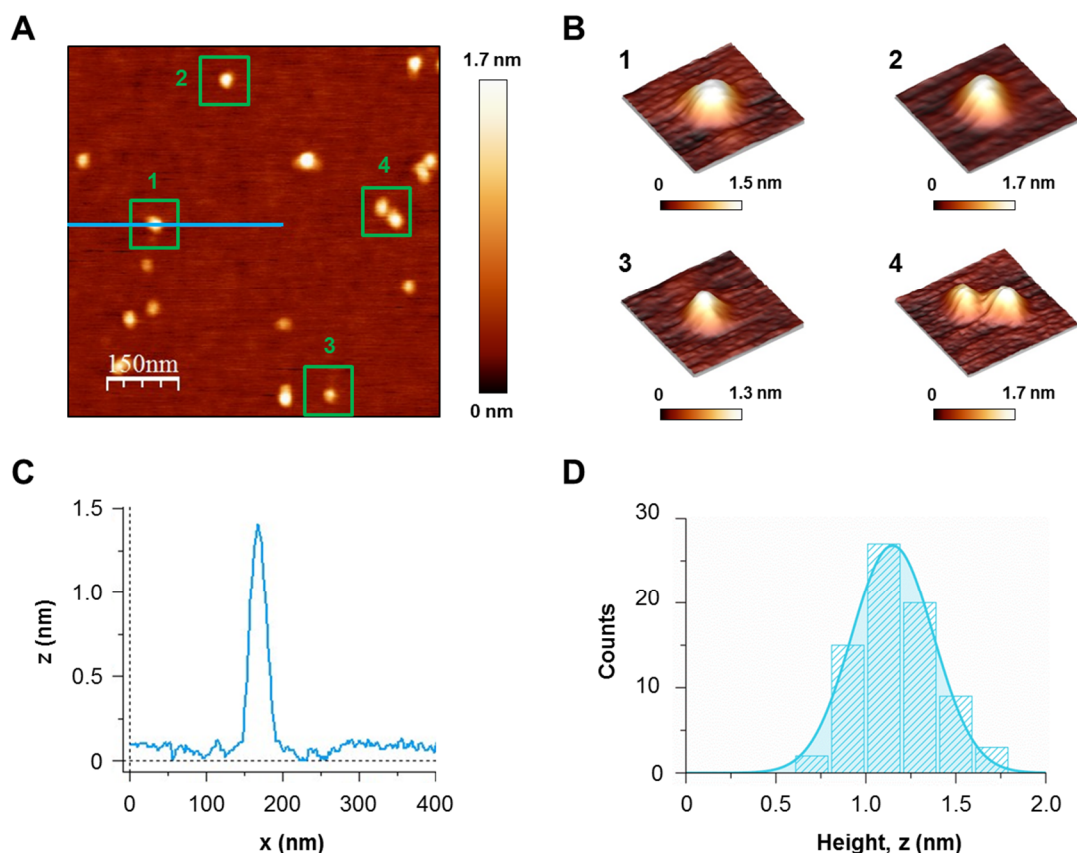 A
1.7 nm
0 nm
2
4
1
3
150nm
B
1
0 1.5 nm
2
0 1.7 nm
3
0 1.3 nm
4
0 1.7 nm
C
1.5
1.0
0.5
0
z (nm)
0 100 200 300 400
x (nm)
D
30
20
10
0
Counts
0 0.5 1.0 1.5 2.0
Height, z (nm)